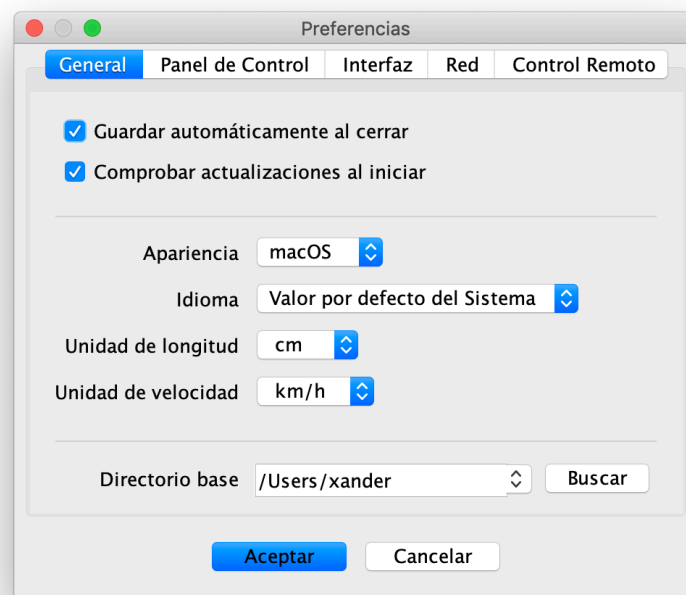 Preferencias
General Panel de Control Interfaz Red Control Remoto
Guardar automáticamente al cerrar
Comprobar actualizaciones al iniciar
Apariencia macOS
Idioma Valor por defecto del Sistema
Unidad de longitud cm
Unidad de velocidad km/h
Directorio base /Users/xander Buscar
Aceptar Cancelar